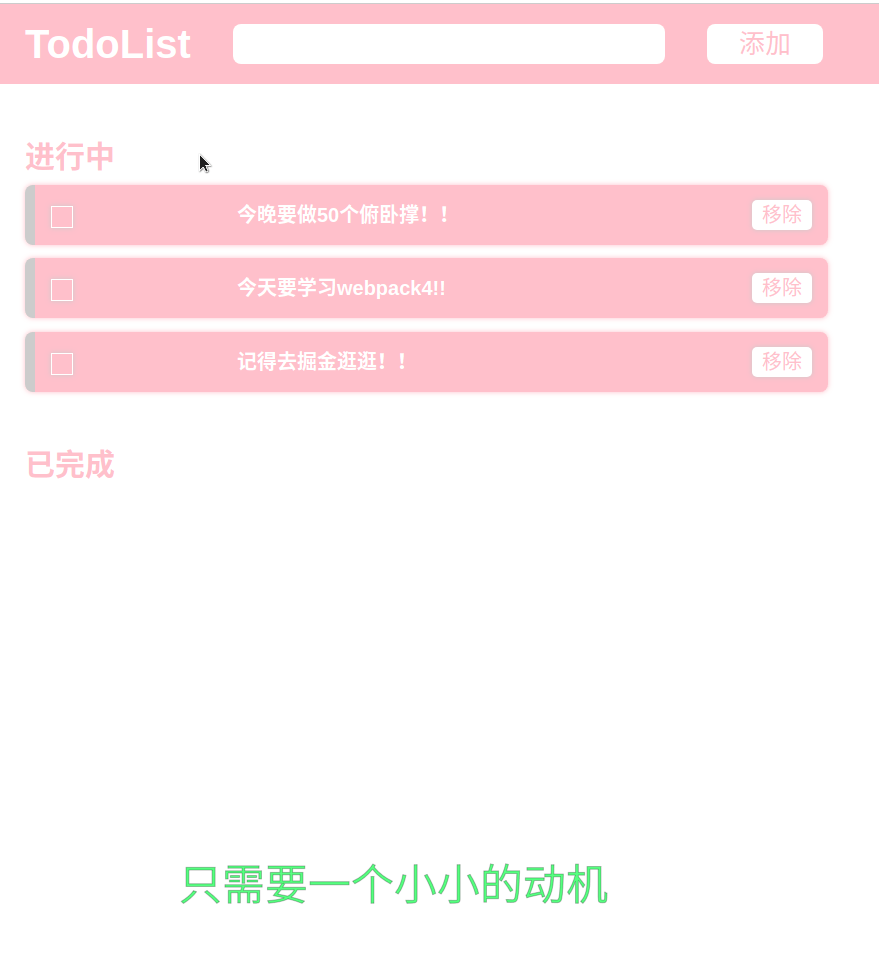 TodoList 添加
进行中
今晚要做50个俯卧撑！！ 移除
今天要学习webpack4!! 移除
记得去掘金逛逛！！ 移除
已完成
只需要一个小小的动机